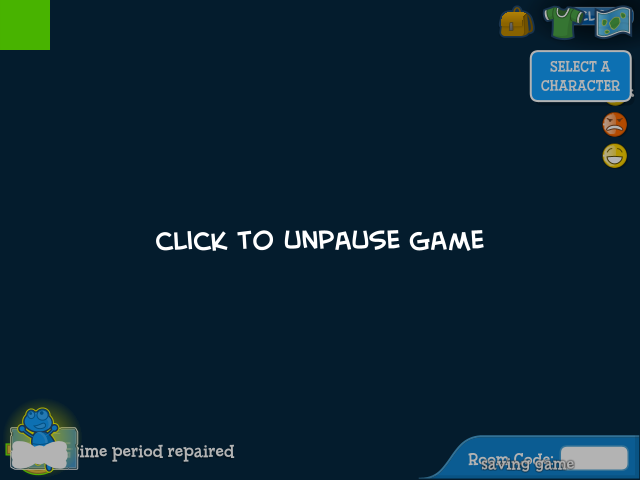 SELECT A
CHARACTER
CLICK TO UNPAUSE GAME
time period repaired
Room Code:
saving game